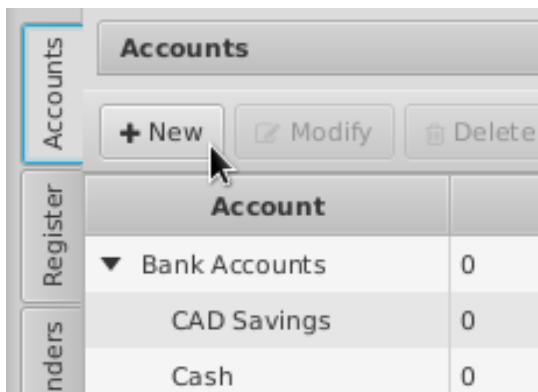 Accounts
Register
nders
Accounts
New Modify Delete
Account
Bank Accounts 0
CAD Savings 0
Cash 0